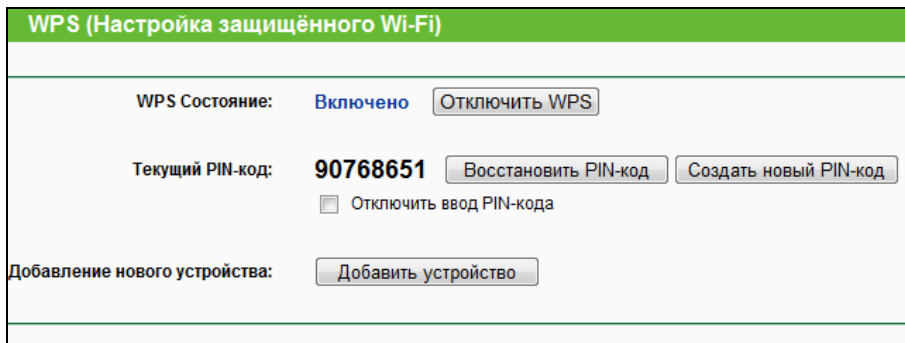 WPS (Настройка защищённого Wi-Fi)
WPS Состояние: Включено Отключить WPS
Текущий PIN-код: 90768651 Восстановить PIN-код Создать новый PIN-код
Отключить ввод PIN-кода
Добавление нового устройства: Добавить устройство